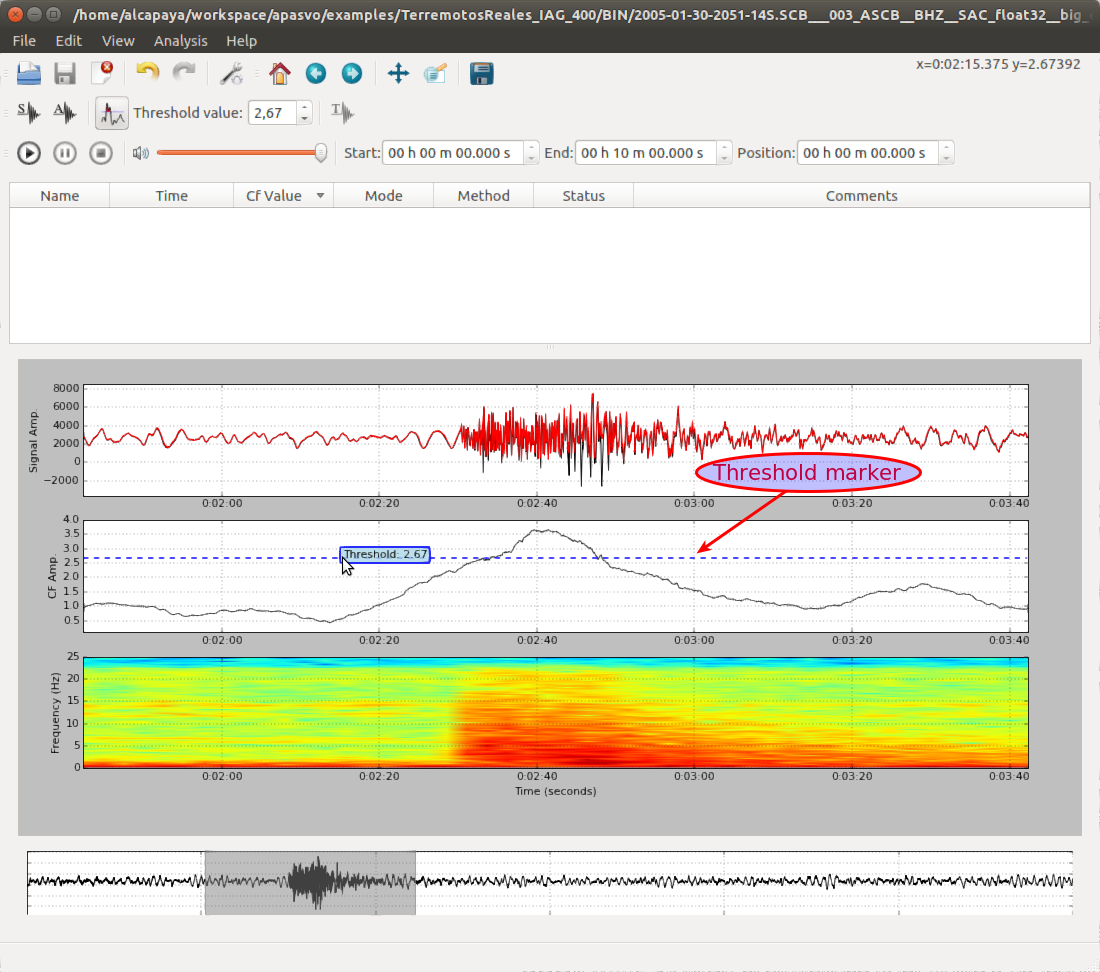 /home/alcapaya/workspace/apasvo/examples/TerremotosReales_IAG_400/BIN/2005-01-30-2051-14S.SCB___003_ASCB__BHZ__SAC_float32__big_
File Edit View Analysis Help
x=0:02:15.375 y=2.67392
S A Threshold value: 2,67 T
Start: 00 h 00 m 00.000 s End: 00 h 10 m 00.000 s Position: 00 h 00 m 00.000 s
Name Time Cf Value Mode Method Status Comments
Signal Amp.
8000
6000
4000
2000
0
−2000
0:02:00 0:02:20 0:02:40 0:03:00 0:03:20 0:03:40
Threshold marker
CF Amp.
4.0
3.5
3.0
2.5
2.0
1.5
1.0
0.5
Threshold: 2.67
0:02:00 0:02:20 0:02:40 0:03:00 0:03:20 0:03:40
Frequency (Hz)
25
20
15
10
5
0
0:02:00 0:02:20 0:02:40 0:03:00 0:03:20 0:03:40
Time (seconds)